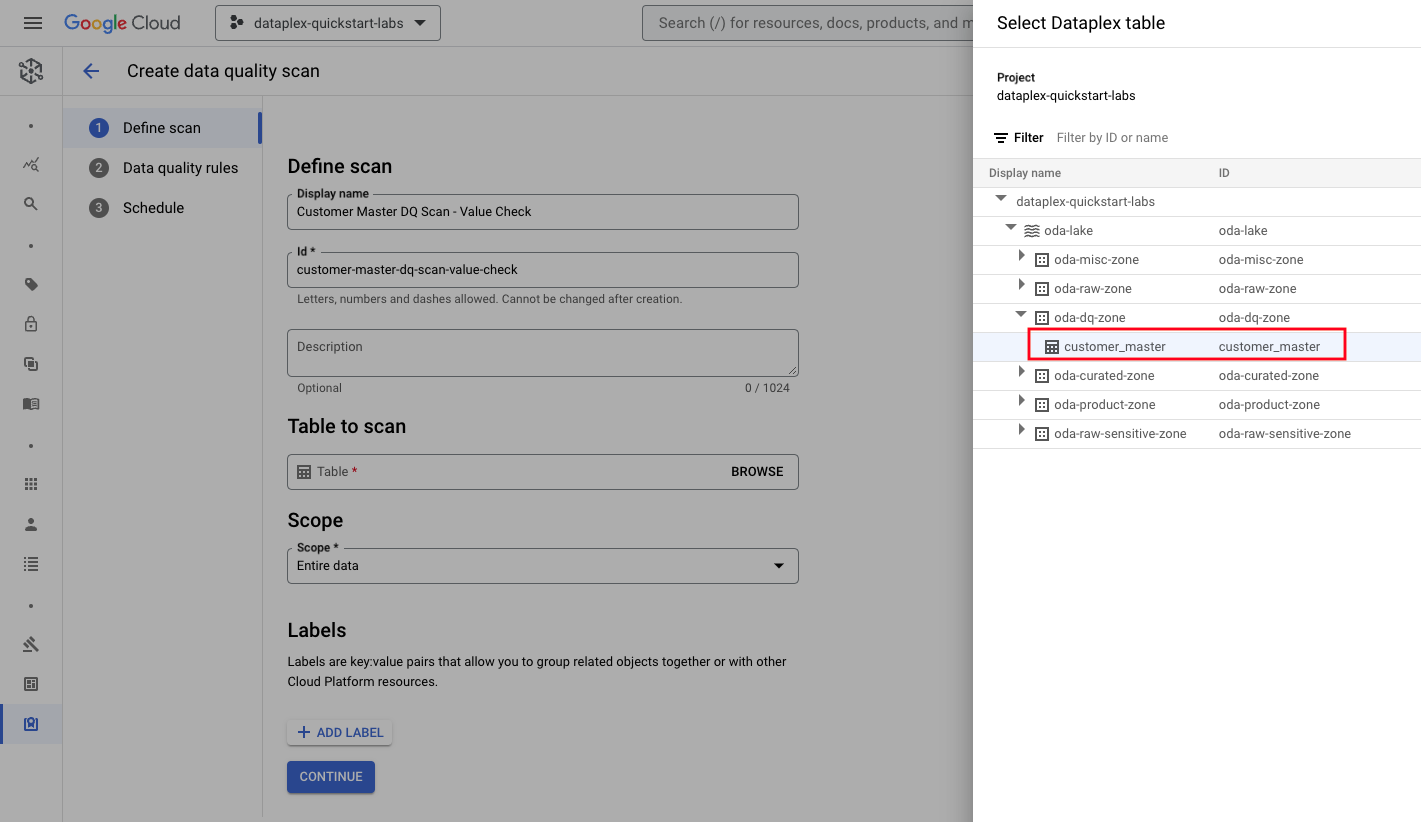 Google Cloud
dataplex-quickstart-labs
Search (/) for resources, docs, products, and
Create data quality scan
1 Define scan
2 Data quality rules
3 Schedule
Define scan
Display name
Customer Master DQ Scan - Value Check
Id *
customer-master-dq-scan-value-check
Letters, numbers and dashes allowed. Cannot be changed after creation.
Description
Optional 0 / 1024
Table to scan
Table * BROWSE
Scope
Scope *
Entire data
Labels
Labels are key:value pairs that allow you to group related objects together or with other
Cloud Platform resources.
ADD LABEL
CONTINUE
Select Dataplex table
Project
dataplex-quickstart-labs
Filter Filter by ID or name
Display name ID
dataplex-quickstart-labs
oda-lake oda-lake
oda-misc-zone oda-misc-zone
oda-raw-zone oda-raw-zone
oda-dq-zone oda-dq-zone
customer_master customer_master
oda-curated-zone oda-curated-zone
oda-product-zone oda-product-zone
oda-raw-sensitive-zone oda-raw-sensitive-zone